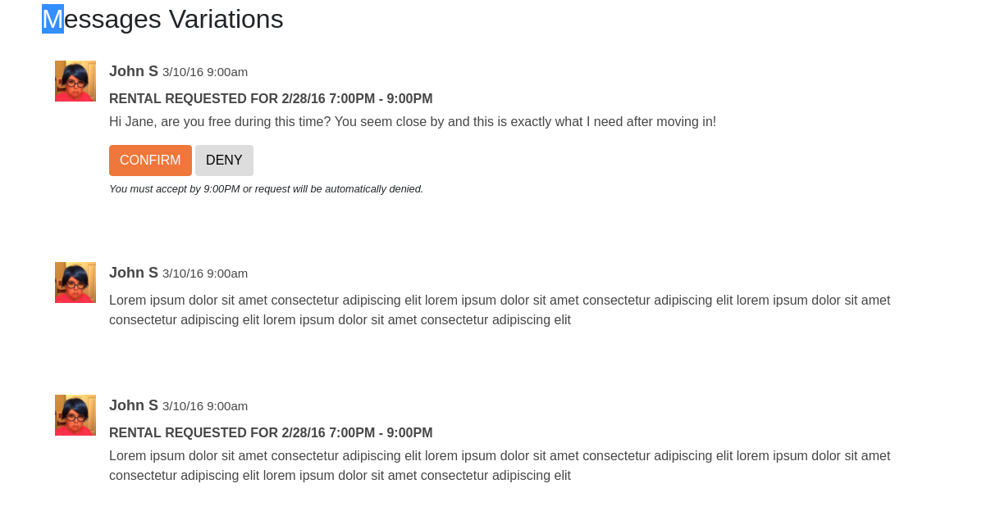 Messages Variations
John S 3/10/16 9:00am
RENTAL REQUESTED FOR 2/28/16 7:00PM - 9:00PM
Hi Jane, are you free during this time? You seem close by and this is exactly what I need after moving in!
CONFIRM DENY
You must accept by 9:00PM or request will be automatically denied.
John S 3/10/16 9:00am
Lorem ipsum dolor sit amet consectetur adipiscing elit lorem ipsum dolor sit amet consectetur adipiscing elit lorem ipsum dolor sit amet
consectetur adipiscing elit lorem ipsum dolor sit amet consectetur adipiscing elit
John S 3/10/16 9:00am
RENTAL REQUESTED FOR 2/28/16 7:00PM - 9:00PM
Lorem ipsum dolor sit amet consectetur adipiscing elit lorem ipsum dolor sit amet consectetur adipiscing elit lorem ipsum dolor sit amet
consectetur adipiscing elit lorem ipsum dolor sit amet consectetur adipiscing elit